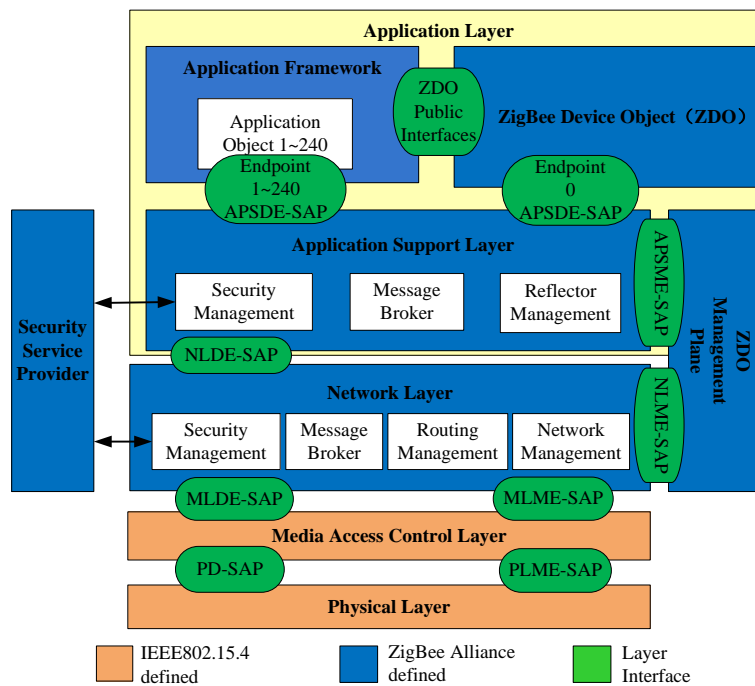 Application Layer
Application Framework
ZDO
Public
Interfaces
ZigBee Device Object（ZDO）
Application
Object 1~240
Endpoint
1~240
APSDE-SAP
Endpoint
0
APSDE-SAP
Application Support Layer
APSME-SAP
Security
Management
Message
Broker
Reflector
Management
Security
Service
Provider
ZDO
Management
Plane
NLDE-SAP
Network Layer
NLME-SAP
Security
Management
Message
Broker
Routing
Management
Network
Management
MLDE-SAP
MLME-SAP
Media Access Control Layer
PD-SAP
PLME-SAP
Physical Layer
IEEE802.15.4
defined
ZigBee Alliance
defined
Layer
Interface